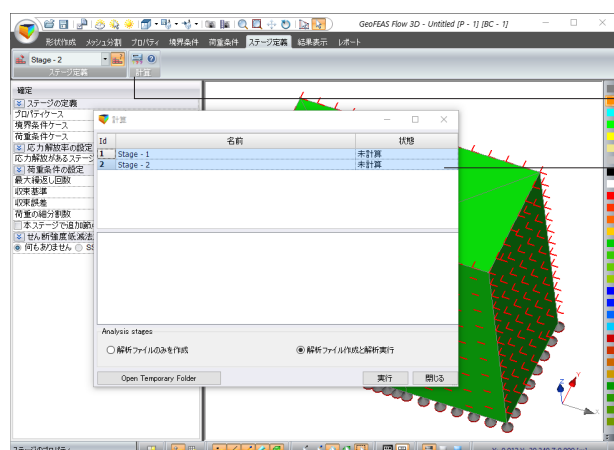 GeoFEAS Flow 3D - Untitled [P - 1] [BC - 1]
形状作成 メッシュ分割 プロパティ 境界条件 荷重条件 ステージ定義 結果表示 レポート
Stage - 2
ステージ定義 計算
確定
ステージの定義
プロパティケース
境界条件ケース
荷重条件ケース
応力解放率の設定
応力解放があるステージ
荷重条件の設定
最大繰返し回数
収束基準
収束誤差
荷重の細分割数
本ステージで追加節点
せん断強度低減法
何もありません
計算
Id 名前 状態
1 Stage - 1 未計算
2 Stage - 2 未計算
Analysis stages
解析ファイルのみを作成 解析ファイル作成と解析実行
Open Temporary Folder 実行 閉じる
Z Y X